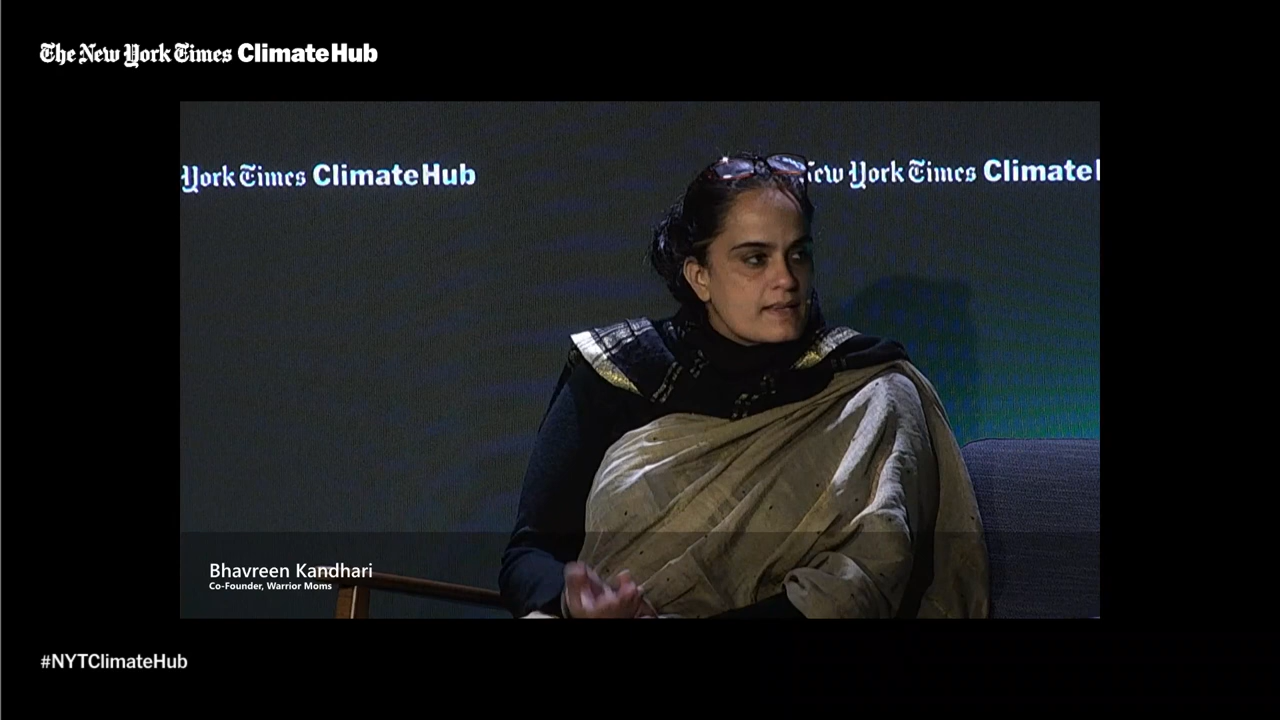 The New York Times Climate Hub
York Times Climate Hub
New York Times Climate
Bhavreen Kandhari
Co-Founder, Warrior Moms
#NYTClimateHub